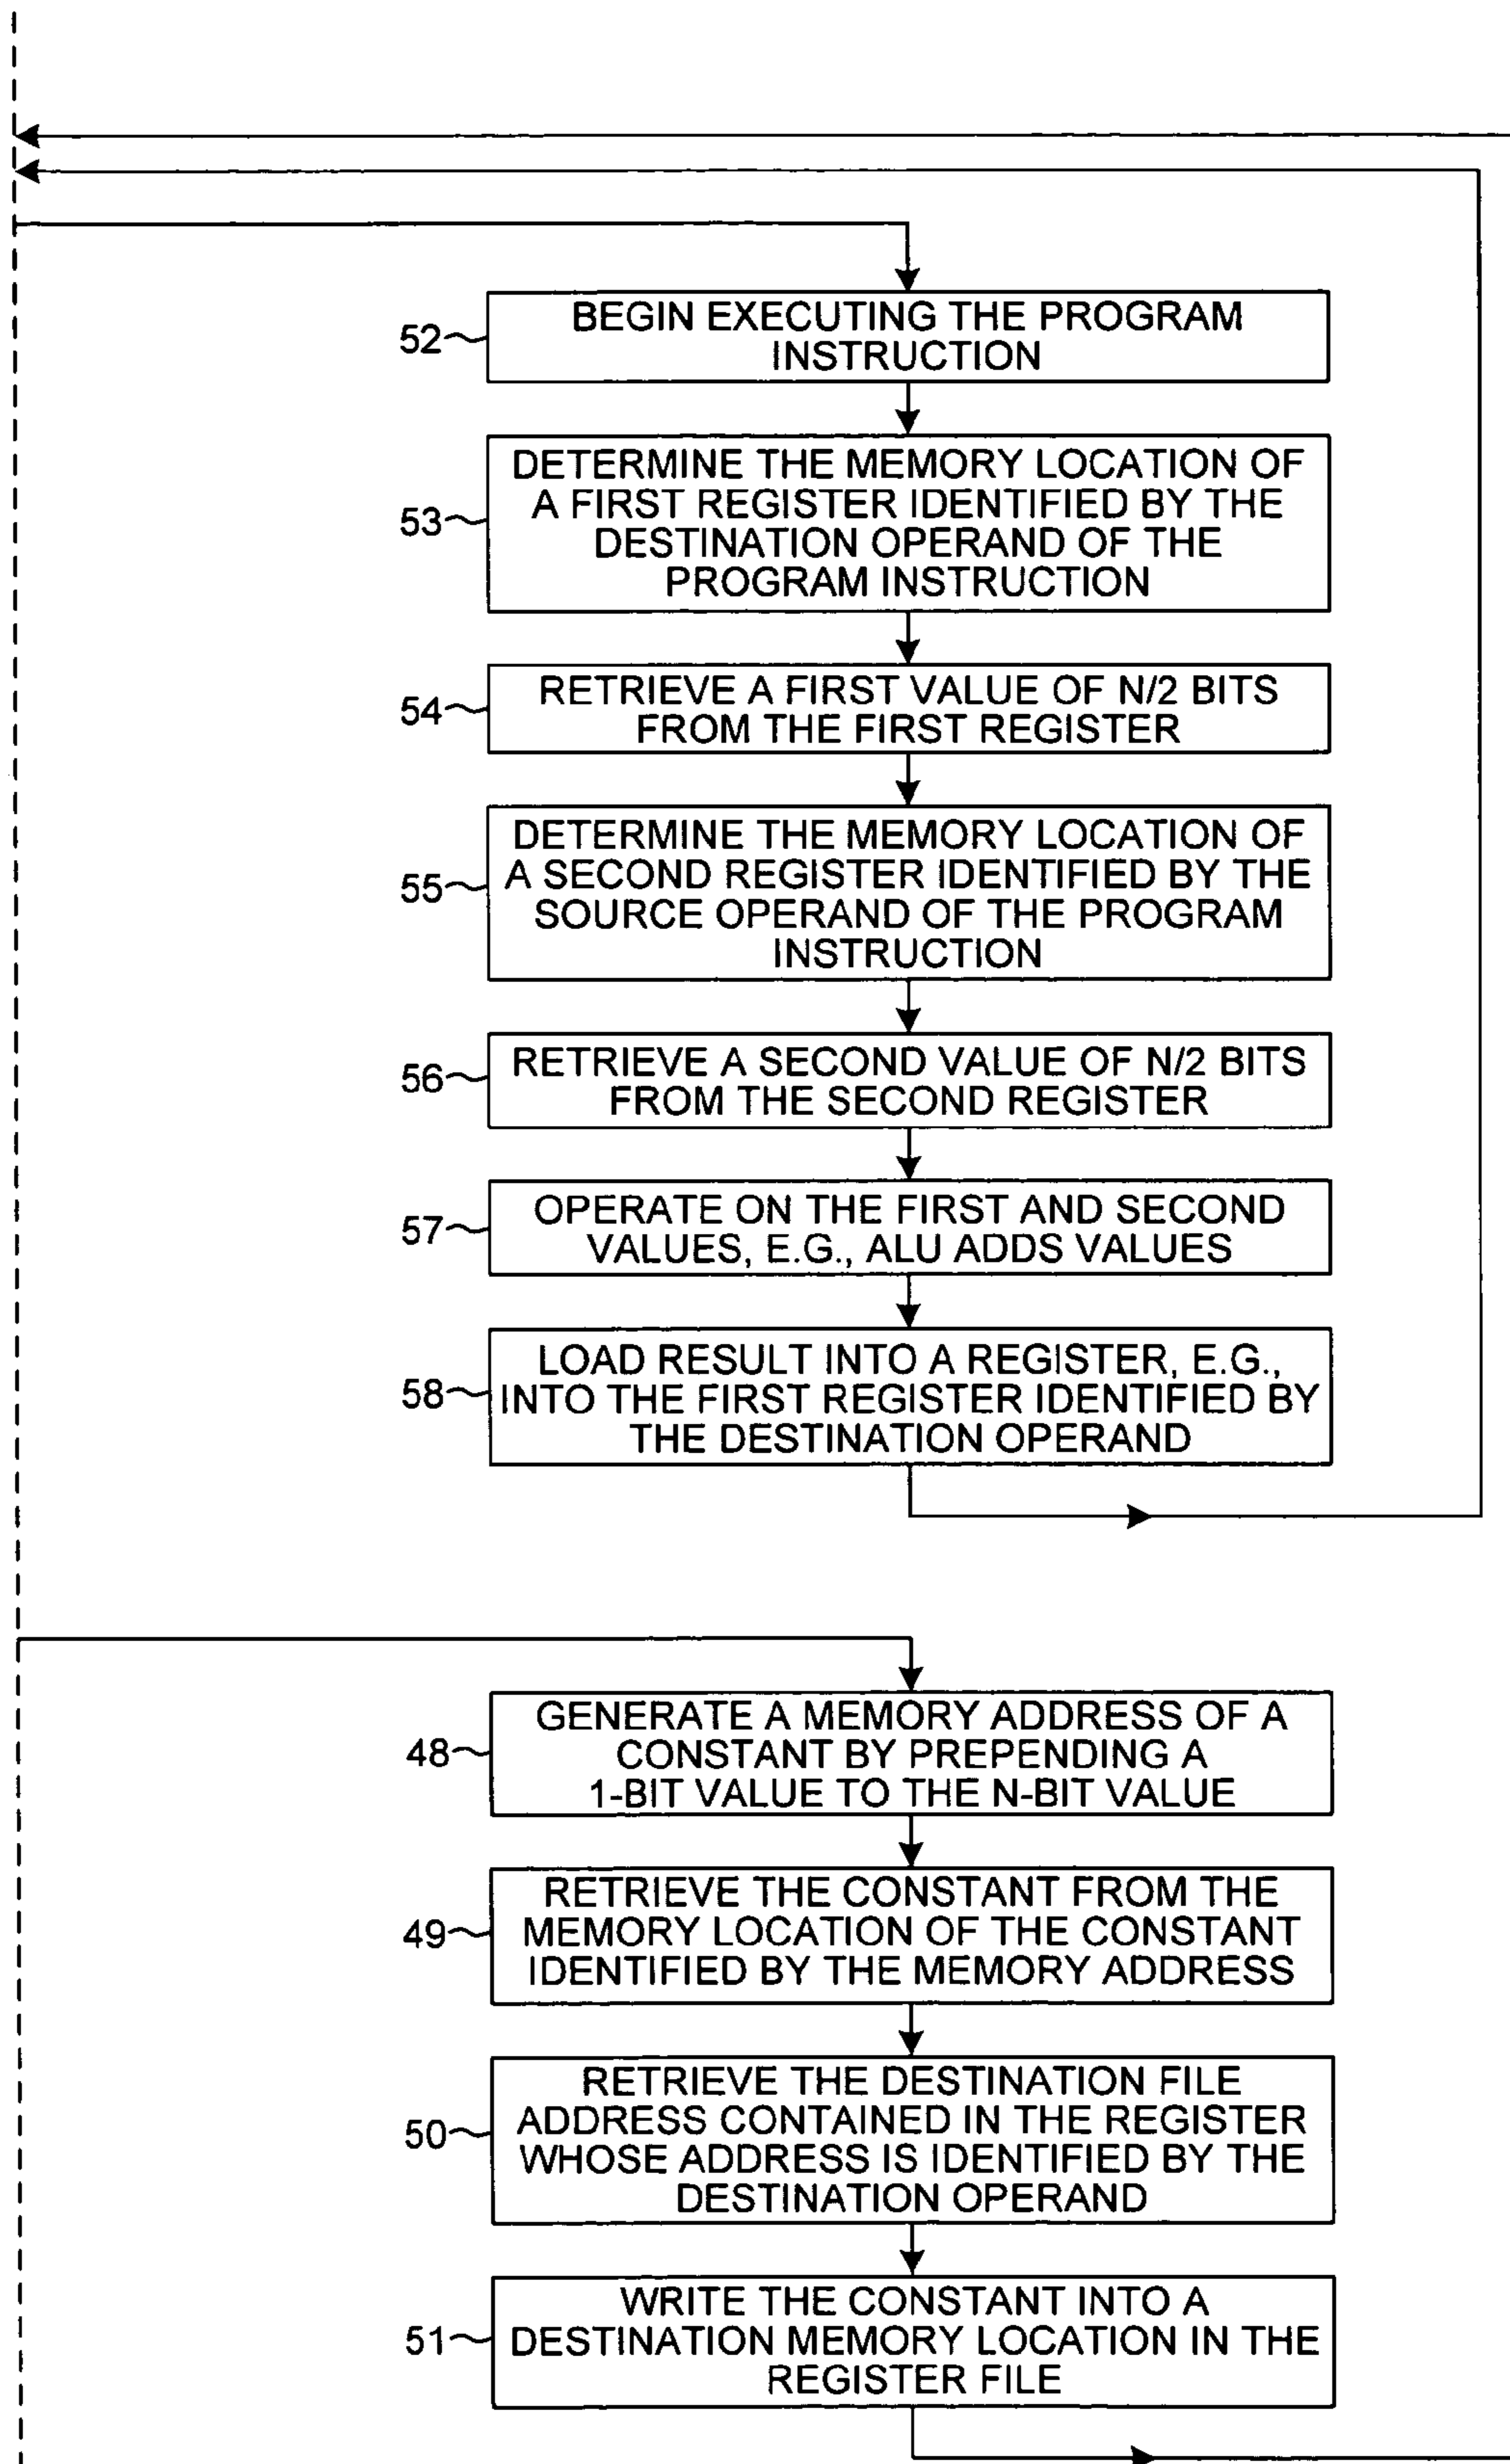 BEGIN EXECUTING THE PROGRAM
INSTRUCTION
52
DETERMINE THE MEMORY LOCATION OF
A FIRST REGISTER IDENTIFIED BY THE
DESTINATION OPERAND OF THE
PROGRAM INSTRUCTION
53
RETRIEVE A FIRST VALUE OF N/2 BITS
FROM THE FIRST REGISTER
54
DETERMINE THE MEMORY LOCATION OF
A SECOND REGISTER IDENTIFIED BY THE
SOURCE OPERAND OF THE PROGRAM
INSTRUCTION
55
RETRIEVE A SECOND VALUE OF N/2 BITS
FROM THE SECOND REGISTER
56
OPERATE ON THE FIRST AND SECOND
VALUES, E.G., ALU ADDS VALUES
57
LOAD RESULT INTO A REGISTER, E.G.,
INTO THE FIRST REGISTER IDENTIFIED BY
THE DESTINATION OPERAND
58
GENERATE A MEMORY ADDRESS OF A
CONSTANT BY PREPENDING A
1-BIT VALUE TO THE N-BIT VALUE
48
RETRIEVE THE CONSTANT FROM THE
MEMORY LOCATION OF THE CONSTANT
IDENTIFIED BY THE MEMORY ADDRESS
49
RETRIEVE THE DESTINATION FILE
ADDRESS CONTAINED IN THE REGISTER
WHOSE ADDRESS IS IDENTIFIED BY THE
DESTINATION OPERAND
50
WRITE THE CONSTANT INTO A
DESTINATION MEMORY LOCATION IN THE
REGISTER FILE
51